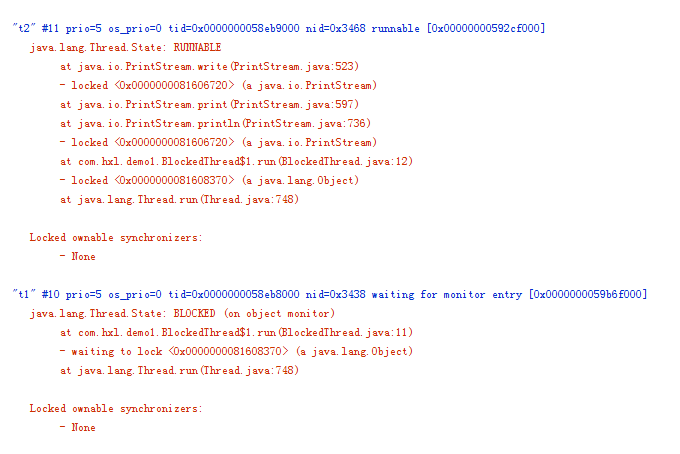 "t2" #11 prio=5 os_prio=0 tid=0x0000000058eb9000 nid=0x3468 runnable [0x00000000592cf000]
java.lang.Thread.State: RUNNABLE
at java.io.PrintStream.write(PrintStream.java:523)
- locked <0x0000000081606720> (a java.io.PrintStream)
at java.io.PrintStream.print(PrintStream.java:597)
at java.io.PrintStream.println(PrintStream.java:736)
- locked <0x0000000081606720> (a java.io.PrintStream)
at com.hxl.demo1.BlockedThread$1.run(BlockedThread.java:12)
- locked <0x0000000081608370> (a java.lang.Object)
at java.lang.Thread.run(Thread.java:748)
Locked ownable synchronizers:
- None
"t1" #10 prio=5 os_prio=0 tid=0x0000000058eb8000 nid=0x3438 waiting for monitor entry [0x0000000059b6f000]
java.lang.Thread.State: BLOCKED (on object monitor)
at com.hxl.demo1.BlockedThread$1.run(BlockedThread.java:11)
- waiting to lock <0x0000000081608370> (a java.lang.Object)
at java.lang.Thread.run(Thread.java:748)
Locked ownable synchronizers:
- None